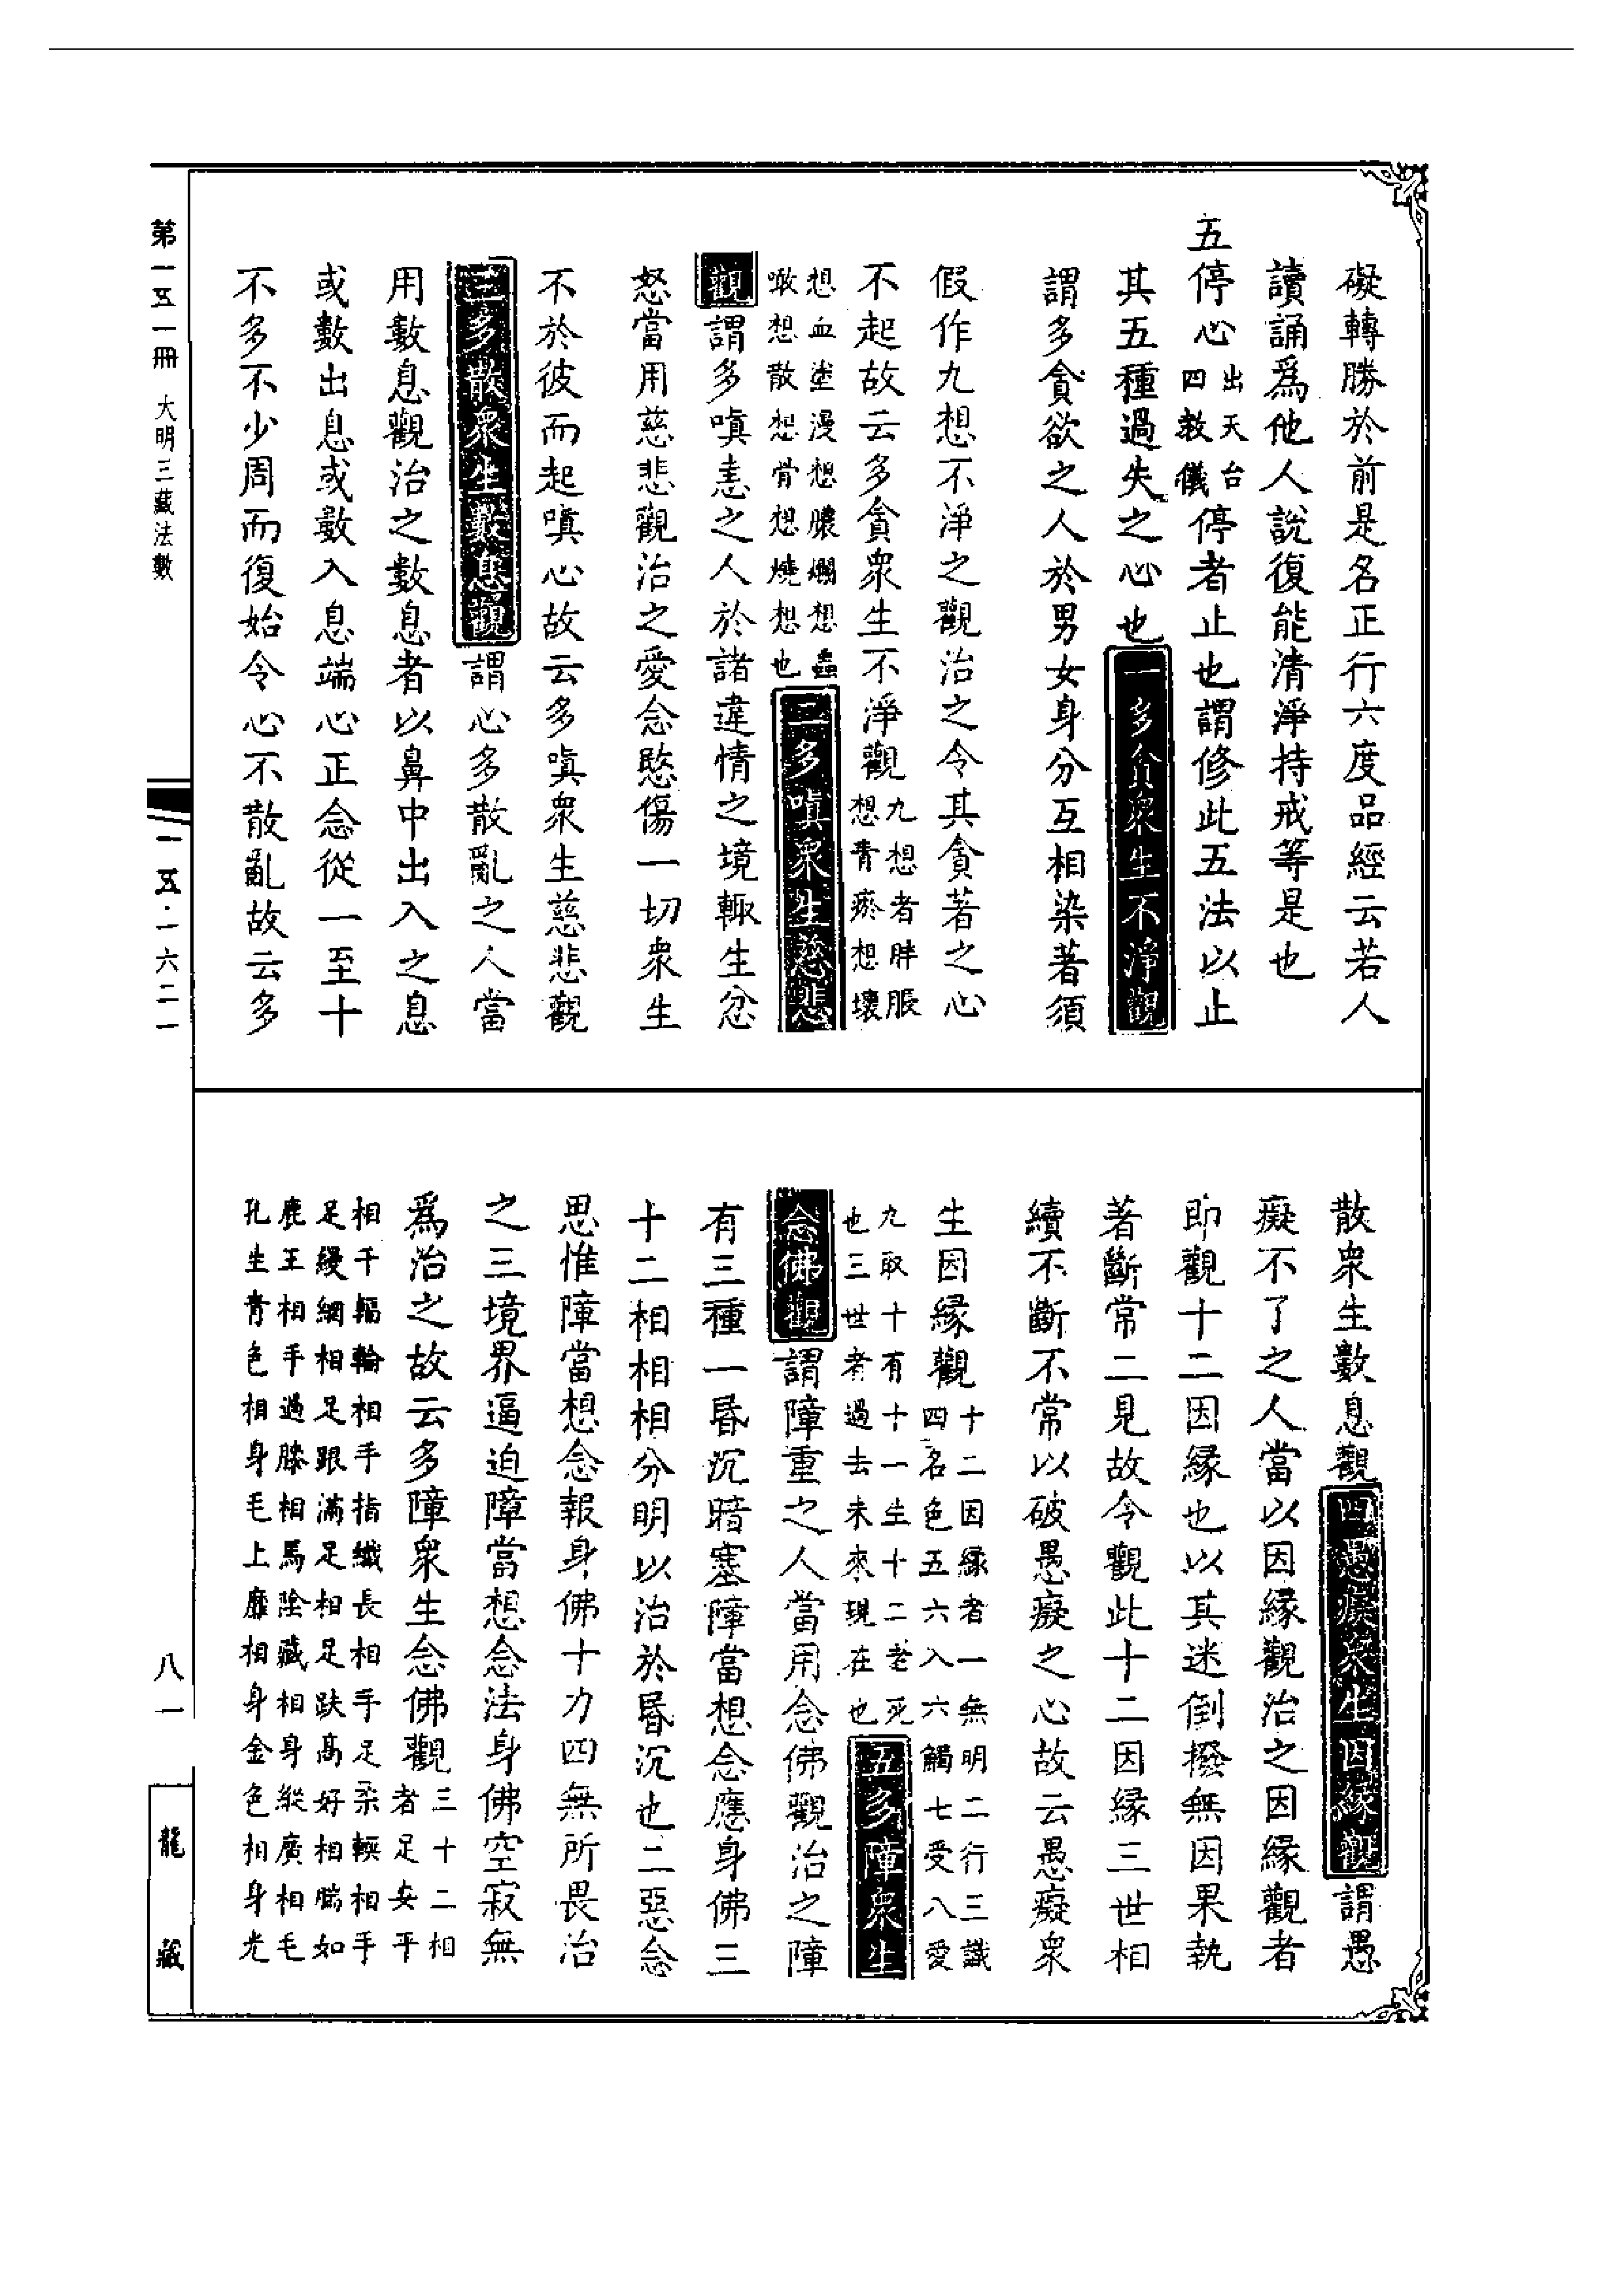 礙轉勝於前是名正行六度品經云若人
讀誦爲他人說復能清淨持戒等是也
五停心出天台四教儀停者止也謂修此五法以止
其五種過失之心也一多貪衆生不淨觀
謂多貪欲之人於男女身分互相染著須
假作九想不淨之觀治之令其貪著之心
不起故云多貪衆生不淨觀九想者胖脹想青瘀想壞
想血塗漫想膿爛想蟲噉想散想骨想燒想也二多嗔衆生慈悲
觀謂多嗔恚之人於諸違情之境輙生忿
怒當用慈悲觀治之愛念愍傷一切衆生
不於彼而起嗔心故云多嗔衆生慈悲觀
三多散衆生數息觀謂心多散亂之人當
用數息觀治之數息者以鼻中出入之息
或數出息或數入息端心正念從一至十
不多不少周而復始令心不散亂故云多
散衆生數息觀四愚癡衆生因緣觀謂愚
癡不了之人當以因緣觀治之因緣觀者
即觀十二因緣也以其迷倒撥無因果執
著斷常二見故令觀此十二因緣三世相
續不斷不常以破愚癡之心故云愚癡衆
生因緣觀十二因緣者一無明二行三識四名色五六入六觸七受八愛
九取十有十一生十二老死也三世者過去未來現在也五多障衆生
念佛觀謂障重之人當用念佛觀治之障
有三種一昏沉暗塞障當想念應身佛三
十二相相相分明以治於昏沉也二惡念
思惟障當想念報身佛十力四無所畏治
之三境界逼迫障當想念法身佛空寂無
爲治之故云多障衆生念佛觀三十二相者足安平
相千輻輪相手指纖長相手足柔輭相手足縵網相足跟滿足相足趺高好相腨如
鹿王相手過膝相馬陰藏相身縱廣相毛孔生青色相身毛上靡相身金色相身光
第一五一冊 大明三藏法數
一五·一六二一
八一
龍藏